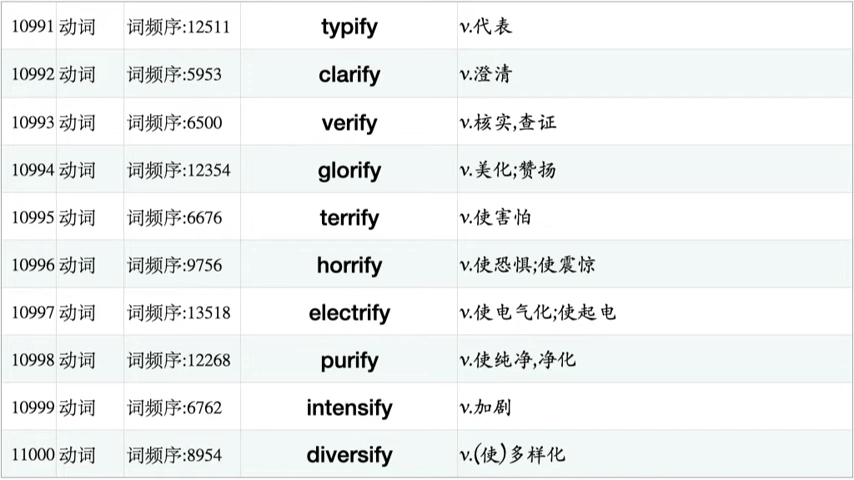 10991 动词 词频序:12511 typify v.代表
10992 动词 词频序:5953 clarify v.澄清
10993 动词 词频序:6500 verify v.核实,查证
10994 动词 词频序:12354 glorify v.美化;赞扬
10995 动词 词频序:6676 terrify v.使害怕
10996 动词 词频序:9756 horrify v.使恐惧;使震惊
10997 动词 词频序:13518 electrify v.使电气化;使起电
10998 动词 词频序:12268 purify v.使纯净,净化
10999 动词 词频序:6762 intensify v.加剧
11000 动词 词频序:8954 diversify v.(使)多样化